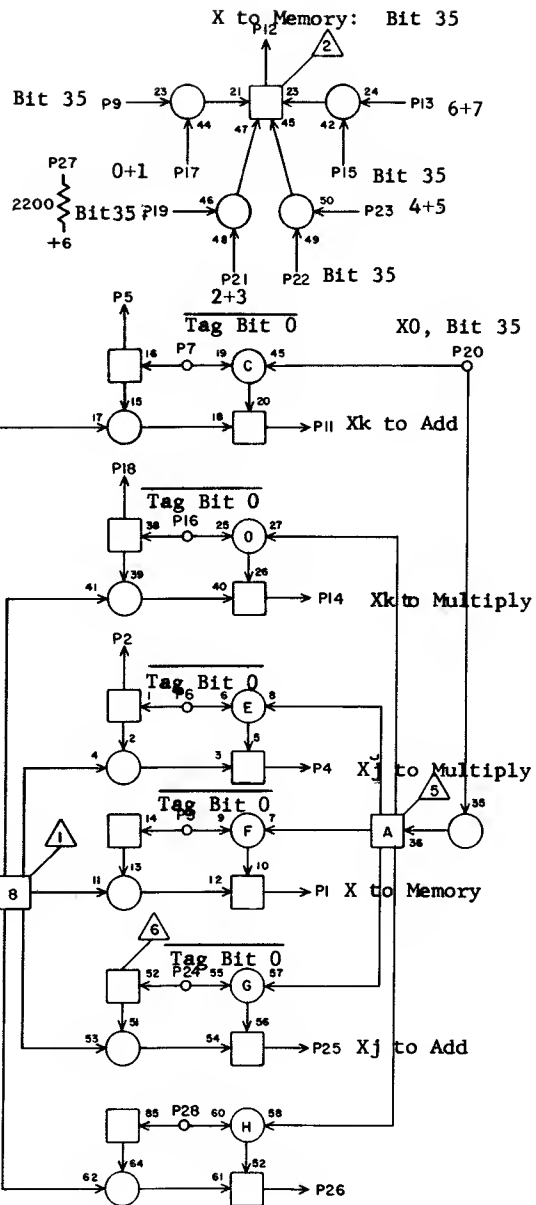 X to Memory: Bit 35
P12
2
Bit 35 P9 23 21 23 24 P13 6+7
44 47 45 42
P27 0+1 P17 P15 Bit 35
2200 Bit35 P19 46 50 P23 4+5
+6 48 49
P21 P22 Bit 35
2+3
P5 Tag Bit 0 X0, Bit 35
16 P7 19 C 45 P20
15 20
17 18 P11 Xk to Add
P18 Tag Bit 0
38 P16 25 0 27
39 26
41 40 P14 Xk to Multiply
P2 Tag Bit 0
1 P6 6 E 8
2 5
4 3 P4 Xj to Multiply
Tag Bit 0 5 35
14 9 F 7 A 36
1 13 10
8 11 12 P1 X to Memory
6 Tag Bit 0
52 P24 55 G 57
51 56
53 54 P25 Xj to Add
85 P28 60 H 58
64 52
62 61 P26